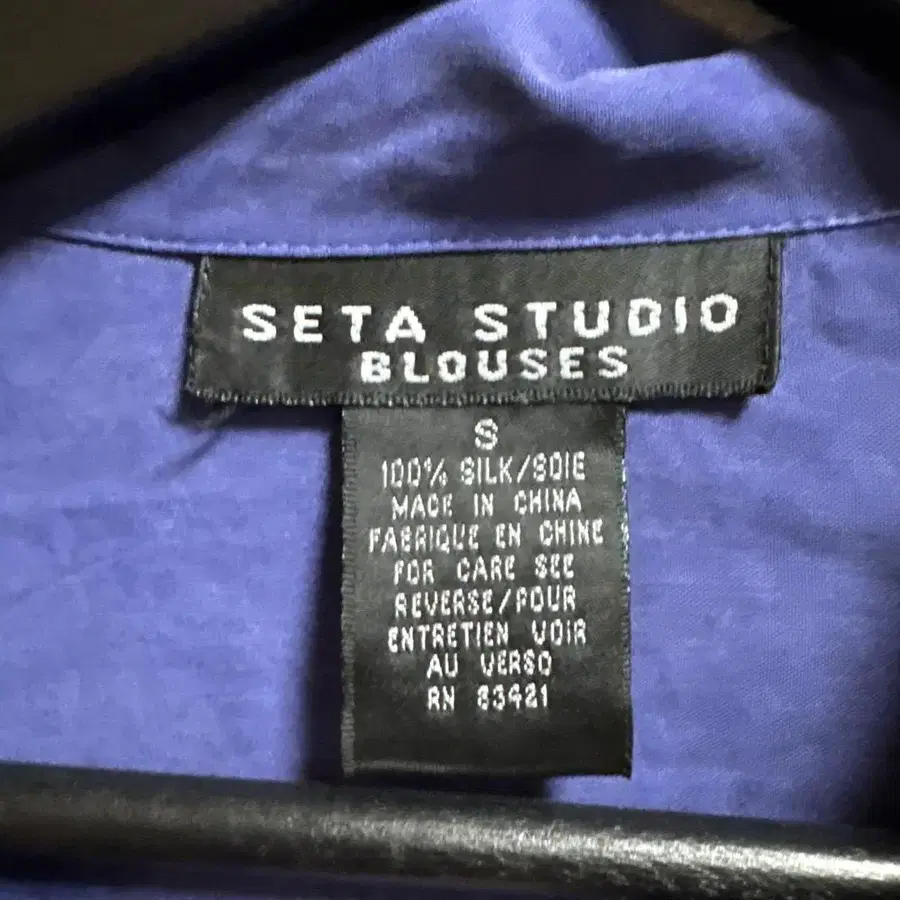 SETA STUDIO
BLOUSES
S
100% SILK/SOIE
MADE IN CHINA
FABRIQUE EN CHINE
FOR CARE SEE
REVERSE/POUR
ENTRETIEN VOIR
AU VERSO
RN 83421